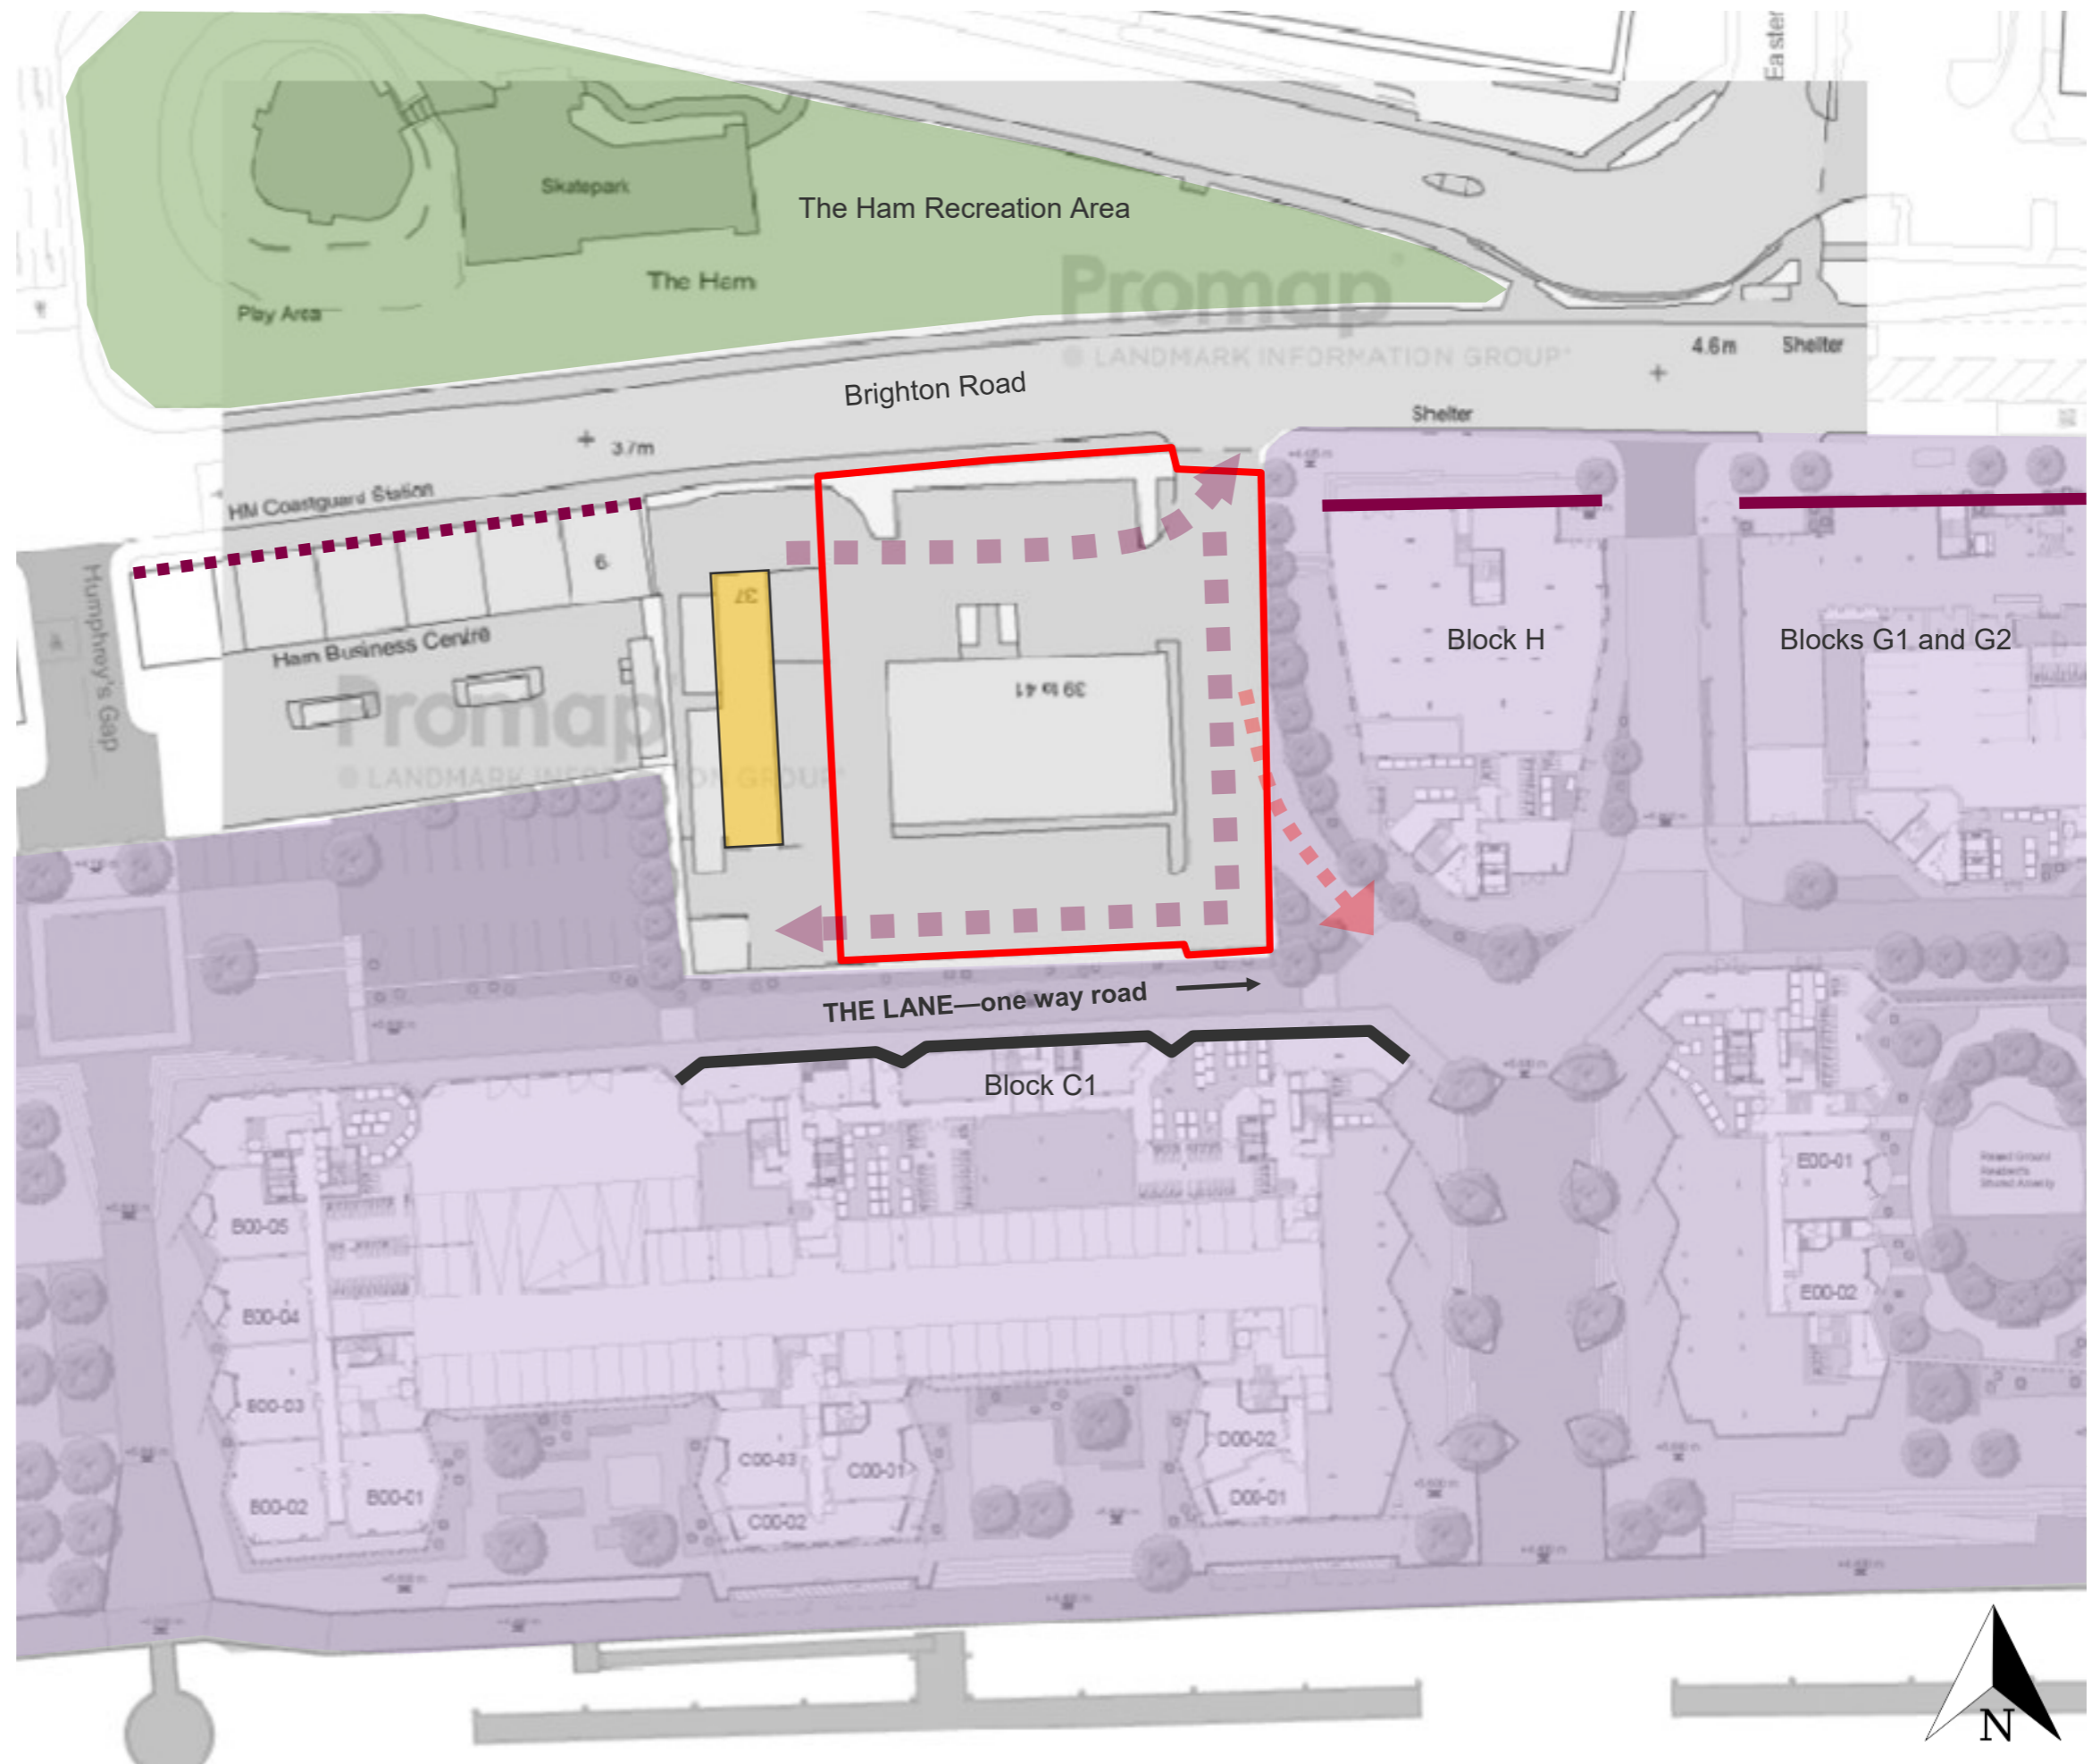 Easter
Skatepark
The Ham Recreation Area
The Ham
Play Area
Promap
© LANDMARK INFORMATION GROUP
4.6m
Shelter
Brighton Road
Shelter
3.7m
HM Coastguard Station
6
37
Humphrey's Gap
Ham Business Centre
Block H
Blocks G1 and G2
39 to 41
Promap
© LANDMARK INFORMATION GROUP
THE LANE—one way road
Block C1
E00-01
B00-05
E00-02
B00-04
B00-03
D00-02
C00-03
C00-01
B00-02
B00-01
D00-01
C00-02
N